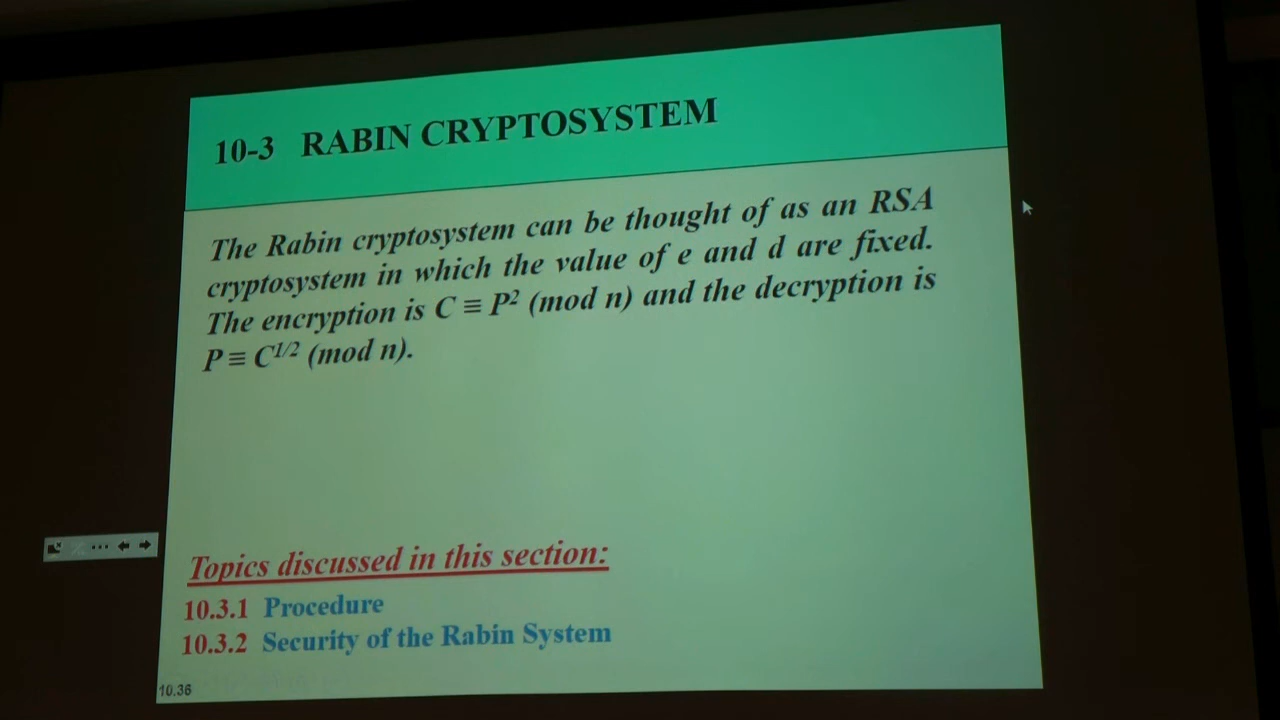 10-3 RABIN CRYPTOSYSTEM
The Rabin cryptosystem can be thought of as an RSA
cryptosystem in which the value of e and d are fixed.
The encryption is C ≡ P² (mod n) and the decryption is
P ≡ C¹/² (mod n).
Topics discussed in this section:
10.3.1 Procedure
10.3.2 Security of the Rabin System
10.36